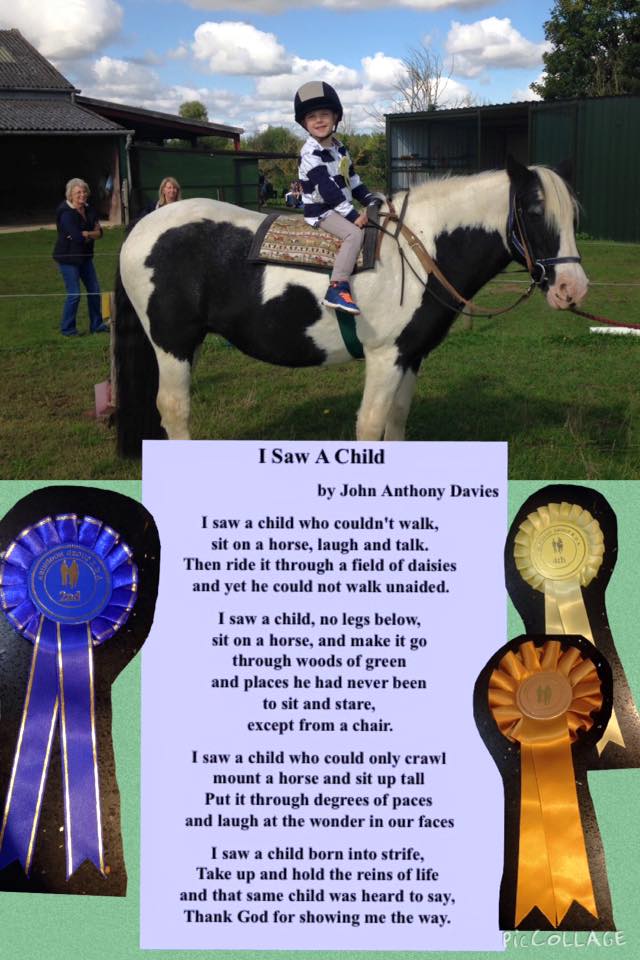 I Saw A Child
by John Anthony Davies
I saw a child who couldn't walk,
sit on a horse, laugh and talk.
Then ride it through a field of daisies
and yet he could not walk unaided.
I saw a child, no legs below,
sit on a horse, and make it go
through woods of green
and places he had never been
to sit and stare,
except from a chair.
I saw a child who could only crawl
mount a horse and sit up tall
Put it through degrees of paces
and laugh at the wonder in our faces
I saw a child born into strife,
Take up and hold the reins of life
and that same child was heard to say,
Thank God for showing me the way.
2nd
4th
PIC COLLAGE